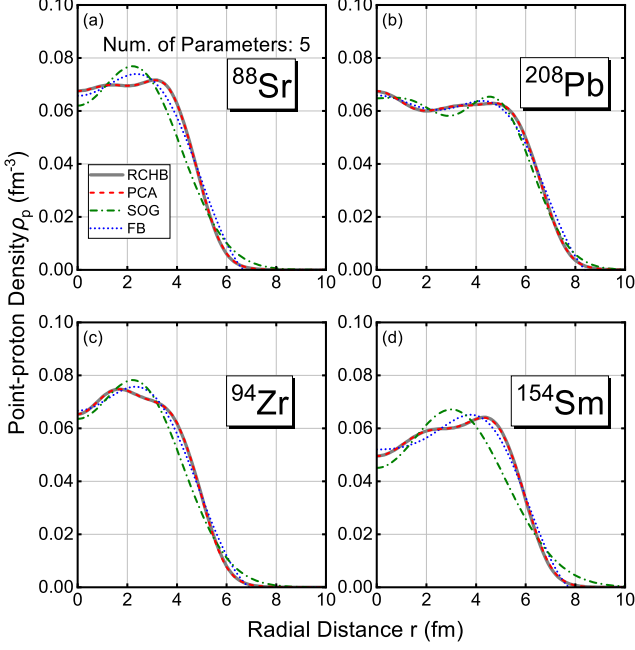 (a)
Num. of Parameters: 5
88Sr
RCHB
PCA
SOG
FB
0.10
0.08
0.06
0.04
0.02
0.00
0 2 4 6 8 10
(b)
208Pb
0.10
0.08
0.06
0.04
0.02
0.00
0 2 4 6 8 10
(c)
94Zr
0.10
0.08
0.06
0.04
0.02
0.00
0 2 4 6 8 10
(d)
154Sm
0.10
0.08
0.06
0.04
0.02
0.00
0 2 4 6 8 10
Point-proton Density ρp (fm-3)
Radial Distance r (fm)